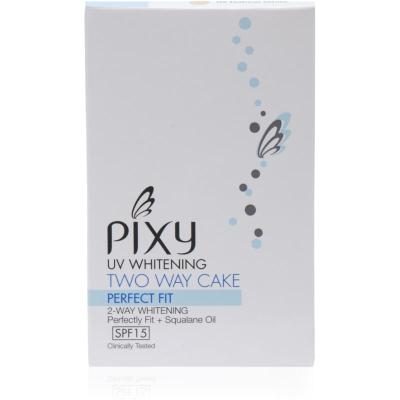 PIXY
UV WHITENING
TWO WAY CAKE
PERFECT FIT
2-WAY WHITENING
Perfectly Fit + Squalane Oil
SPF15
Clinically Tested